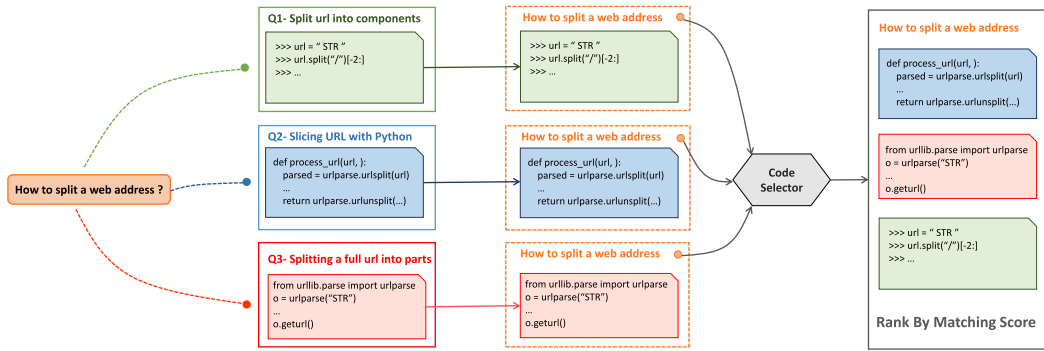 How to split a web address ?
Q1- Split url into components
>>> url = “ STR ”
>>> url.split(“/”)[-2:]
>>> ...
Q2- Slicing URL with Python
def process_url(url, ):
parsed = urlparse.urlsplit(url)
...
return urlparse.urlunsplit(...)
Q3- Splitting a full url into parts
from urllib.parse import urlparse
o = urlparse(“STR”)
...
o.geturl()
How to split a web address
>>> url = “ STR ”
>>> url.split(“/”)[-2:]
>>> ...
How to split a web address
def process_url(url, ):
parsed = urlparse.urlsplit(url)
...
return urlparse.urlunsplit(...)
How to split a web address
from urllib.parse import urlparse
o = urlparse(“STR”)
...
o.geturl()
Code
Selector
How to split a web address
def process_url(url, ):
parsed = urlparse.urlsplit(url)
...
return urlparse.urlunsplit(...)
from urllib.parse import urlparse
o = urlparse(“STR”)
...
o.geturl()
>>> url = “ STR ”
>>> url.split(“/”)[-2:]
>>> ...
Rank By Matching Score